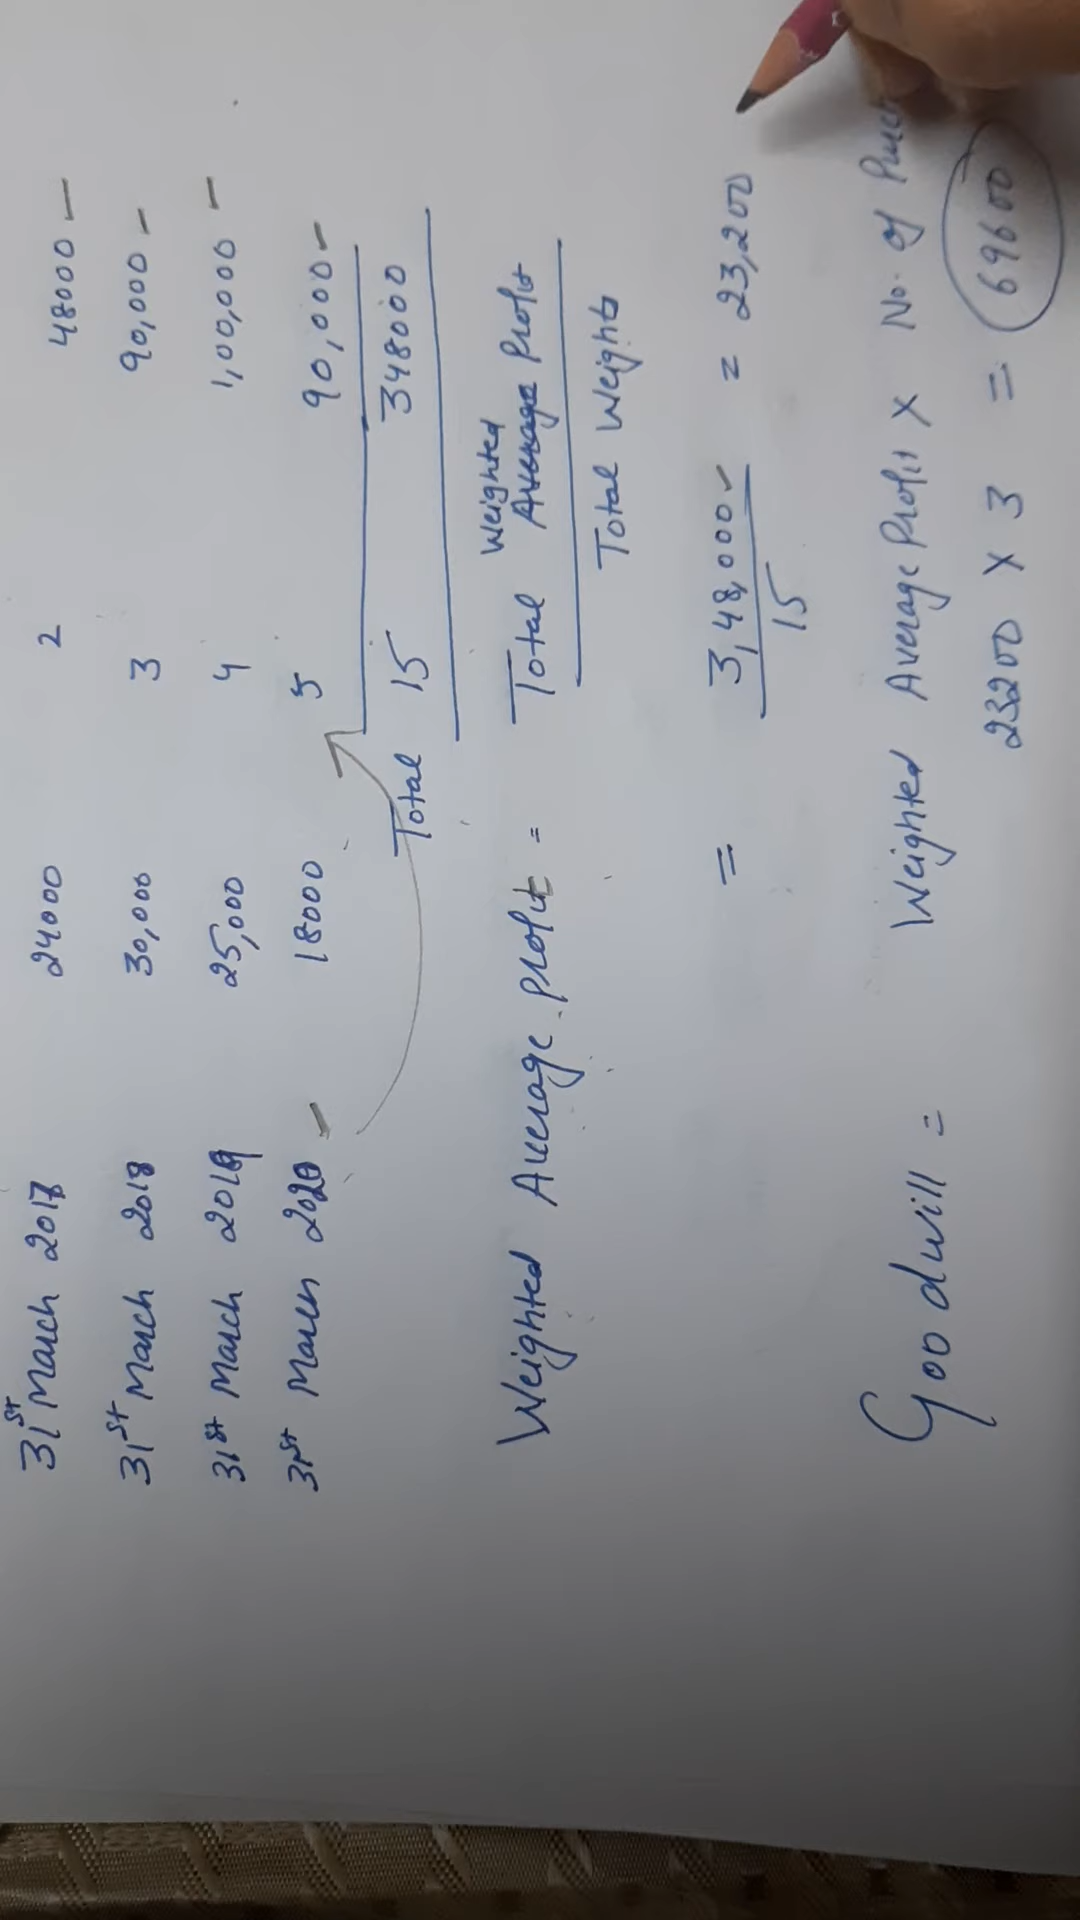 31st March 2017 24000 2 48000 —
31st March 2018 30,000 3 90,000 —
31st March 2019 25,000 4 1,00,000 —
31st March 2020 18000 5 90,000 —
Total 15 348000
Weighted
Weighted Average profit = Total Average Profit
Total Weights
= 3,48,000 = 23,200
15
Goodwill = Weighted Average Profit X No. of
23200 X 3 = 69600